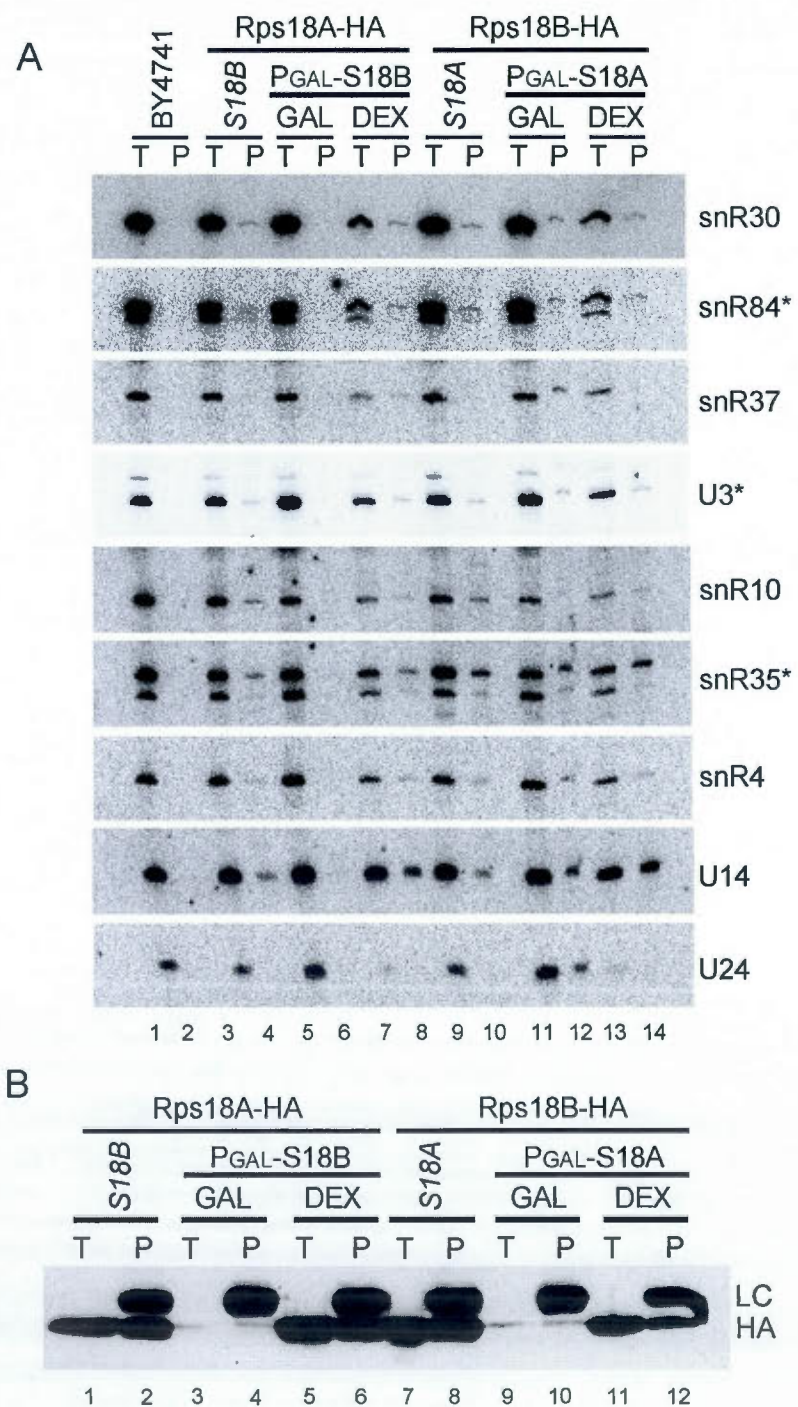 A
Rps18A-HA Rps18B-HA
BY4741 S18B PGAL-S18B S18A PGAL-S18A
GAL DEX GAL DEX
T P T P T P T P T P T P T P
snR30
snR84*
snR37
U3*
snR10
snR35*
snR4
U14
U24
1 2 3 4 5 6 7 8 9 10 11 12 13 14
B
Rps18A-HA Rps18B-HA
S18B PGAL-S18B S18A PGAL-S18A
GAL DEX GAL DEX
T P T P T P T P T P T P
LC
HA
1 2 3 4 5 6 7 8 9 10 11 12